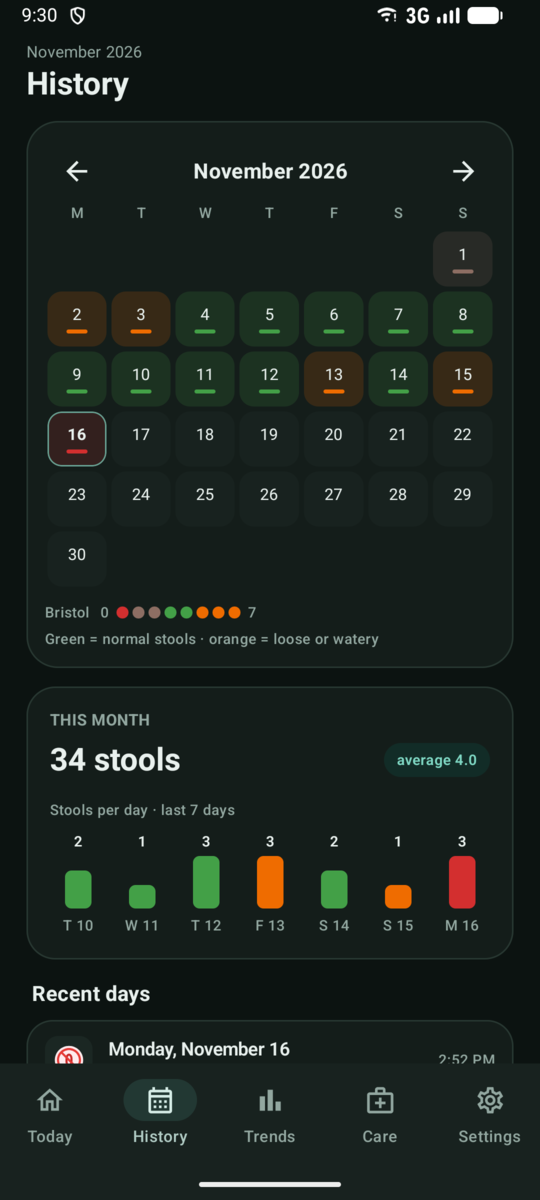 9:30 3G
November 2026
History
November 2026
M T W T F S S
1
2 3 4 5 6 7 8
9 10 11 12 13 14 15
16 17 18 19 20 21 22
23 24 25 26 27 28 29
30
Bristol 0 7
Green = normal stools · orange = loose or watery
THIS MONTH
34 stools
average 4.0
Stools per day · last 7 days
2 1 3 3 2 1 3
T 10 W 11 T 12 F 13 S 14 S 15 M 16
Recent days
Monday, November 16
2:52 PM
Today History Trends Care Settings